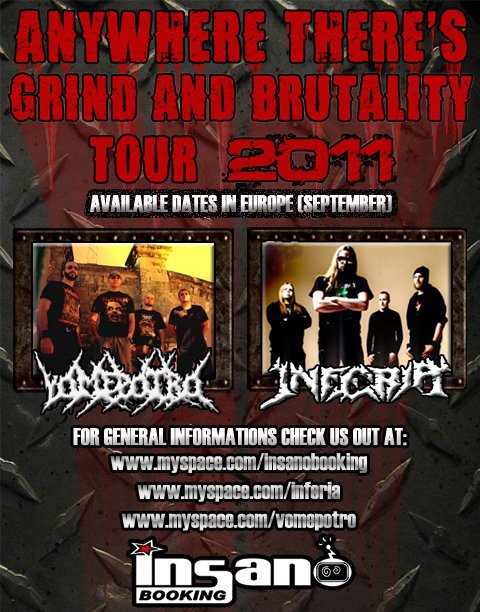 ANYWHERE THERE'S
GRIND AND BRUTALITY
TOUR 2011
AVAILABLE DATES IN EUROPE (SEPTEMBER)
VOMEPOTRO
INFERIA
FOR GENERAL INFORMATIONS CHECK US OUT AT:
www.myspace.com/insanobooking
www.myspace.com/inferia
www.myspace.com/vomepotro
insano
BOOKING